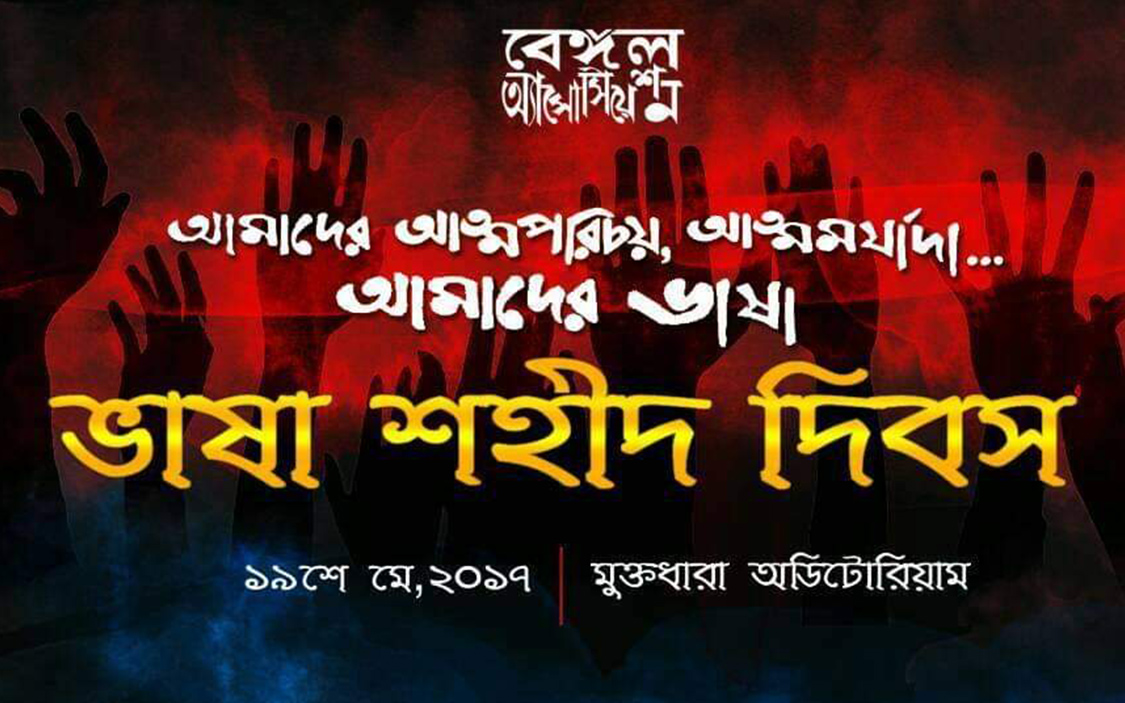 বেঙ্গল
অ্যাসোসিয়েশন
আমাদের আত্মপরিচয়, আত্মমর্যাদা...
আমাদের ভাষা
ভাষা শহীদ দিবস
১৯শে মে,২০১৭ | মুক্তধারা অডিটোরিয়াম